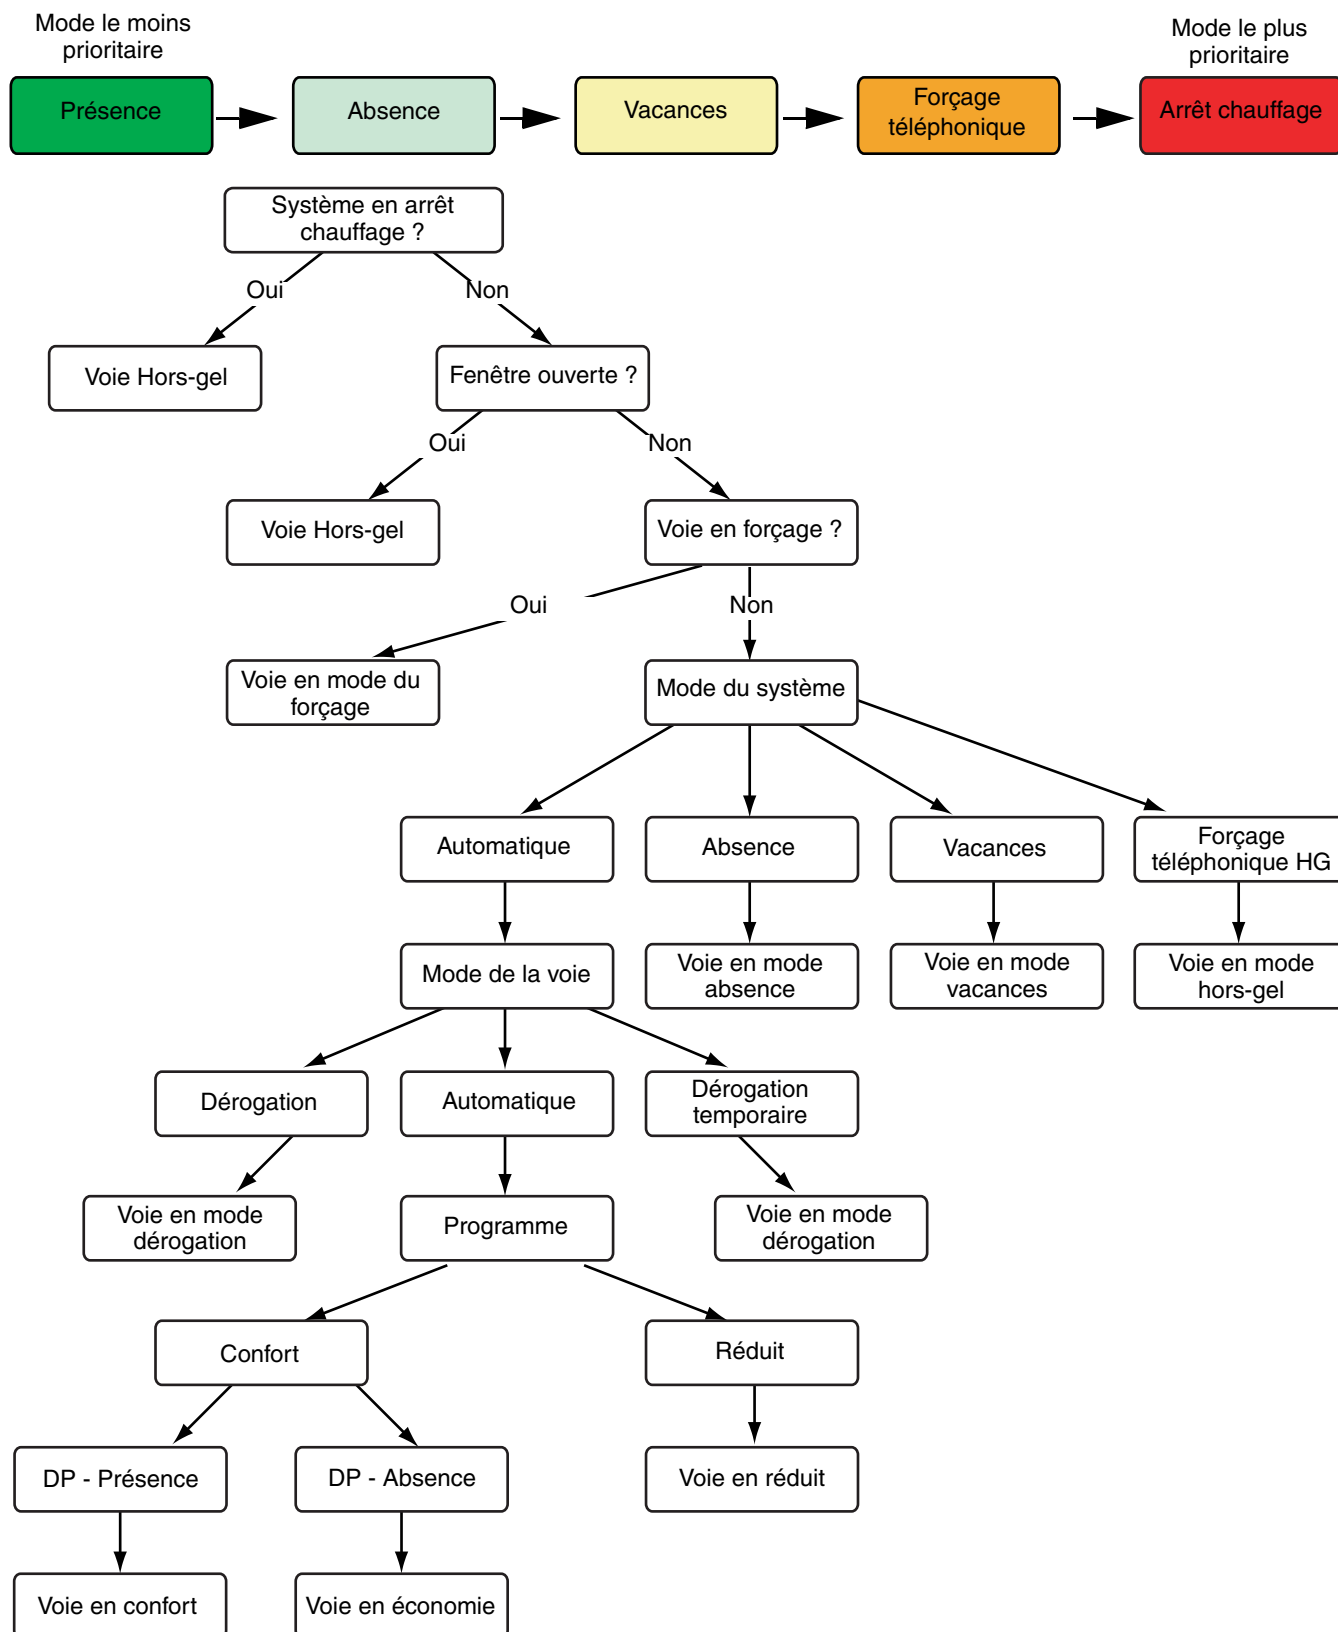 Mode le moins
prioritaire
Mode le plus
prioritaire
Présence
Absence
Vacances
Forçage
téléphonique
Arrêt chauffage
Système en arrêt
chauffage ?
Oui
Non
Voie Hors-gel
Fenêtre ouverte ?
Oui
Non
Voie Hors-gel
Voie en forçage ?
Oui
Non
Voie en mode du
forçage
Mode du système
Automatique
Absence
Vacances
Forçage
téléphonique HG
Mode de la voie
Voie en mode
absence
Voie en mode
vacances
Voie en mode
hors-gel
Dérogation
Automatique
Dérogation
temporaire
Voie en mode
dérogation
Programme
Voie en mode
dérogation
Confort
Réduit
DP - Présence
DP - Absence
Voie en réduit
Voie en confort
Voie en économie